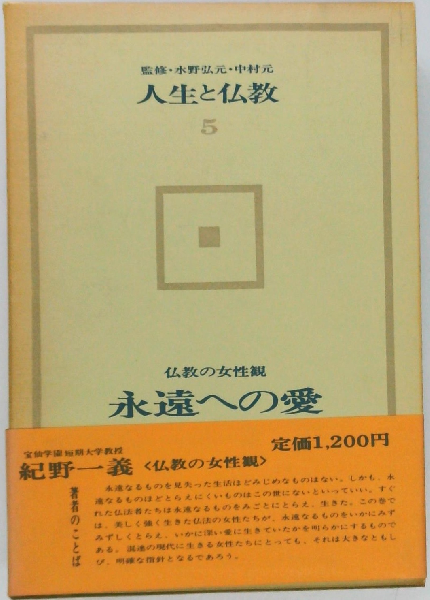 監修・水野弘元・中村元
人生と仏教
5
仏教の女性観
永遠への愛
定価1,200円
宝仙学園短期大学教授
紀野一義〈仏教の女性観〉
著者のことば
永遠なるものを見失った生活ほどみじめなものはない。しかも、永
遠なるものほどとらえにくいものはこの世にないといっていい。すぐ
れた仏法者たちは永遠なるものをみごとにとらえ、生きた。この巻で
は、美しく強く生きた仏法の女性たちが、永遠なるものをいかにみず
みずしくとらえ、いかに深い愛に生きていたかを明らかにするもので
ある。混迷の現代に生きる女性たちにとっても、それは大きなともし
び、明確な指針となるであろう。